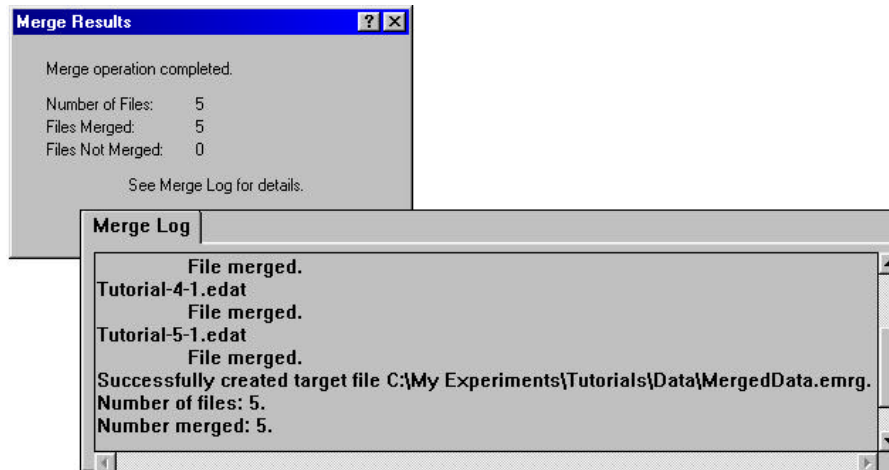 Merge Results
Merge operation completed.
Number of Files: 5
Files Merged: 5
Files Not Merged: 0
See Merge Log for details.
Merge Log
File merged.
Tutorial-4-1.edat
File merged.
Tutorial-5-1.edat
File merged.
Successfully created target file C:\My Experiments\Tutorials\Data\MergedData.emrg.
Number of files: 5.
Number merged: 5.